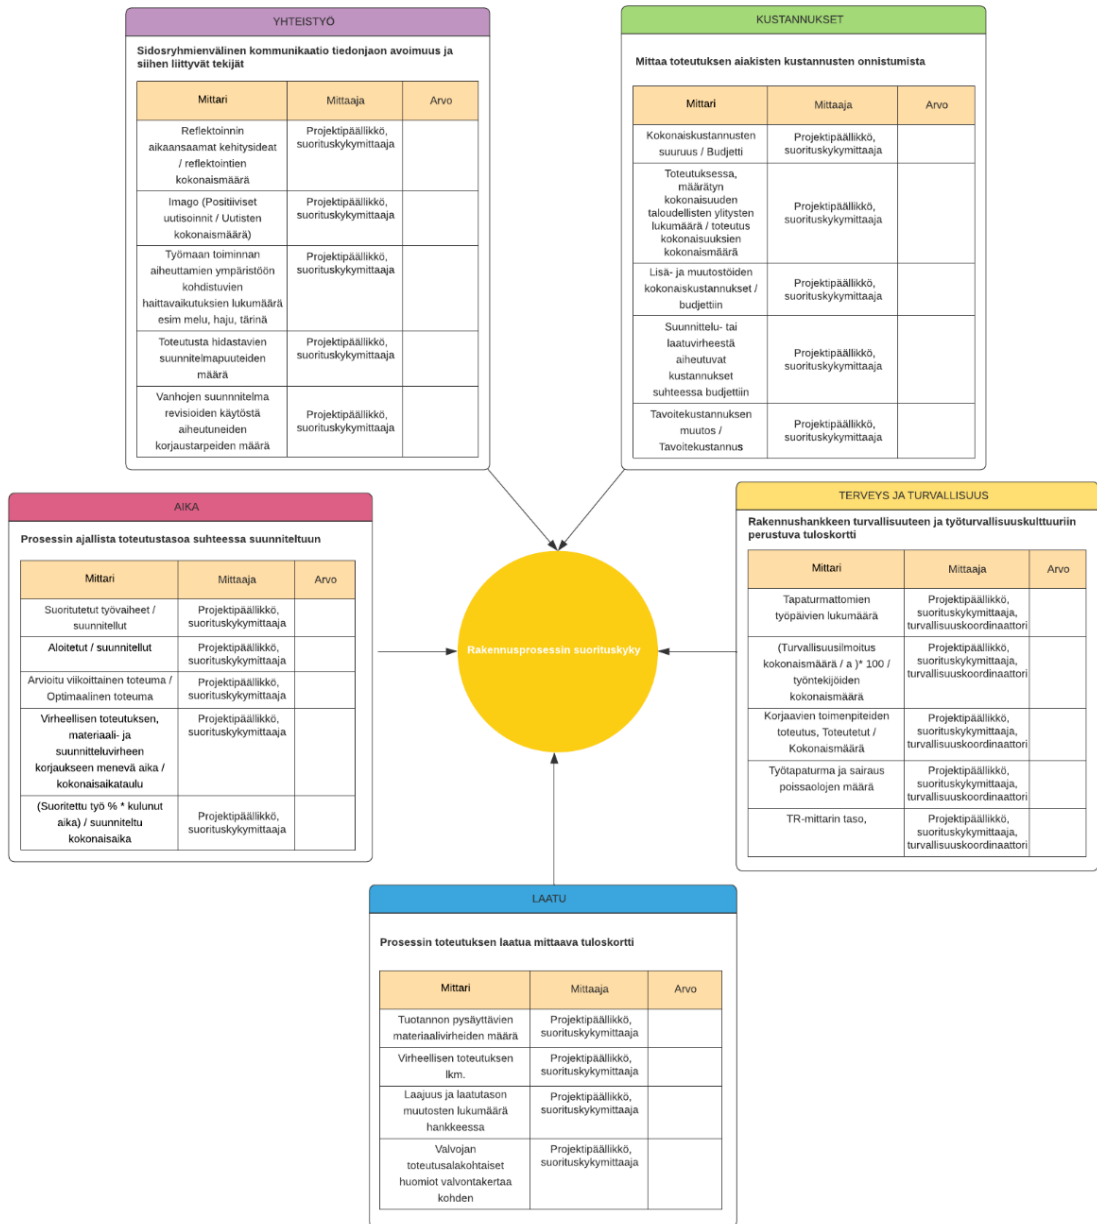 YHTEISTYÖ
Sidosryhmienvälinen kommunikaatio tiedonjaon avoimuus ja
siihen liittyvät tekijät
Mittari
Mittaaja
Arvo
Reflektoinnin
aikaansaamat kehitysideat
/ reflektointien
kokonaismäärä
Projektipäällikkö,
suorituskykymittaaja
Imago (Positiiviset
uutisoinnit / Uutisten
kokonaismäärä)
Projektipäällikkö,
suorituskykymittaaja
Työmaan toiminnan
aiheuttamien ympäristöön
kohdistuvien
haittavaikutuksien lukumäärä
esim melu, haju, tärinä
Projektipäällikkö,
suorituskykymittaaja
Toteutusta hidastavien
suunnitelmapuuteiden
määrä
Projektipäällikkö,
suorituskykymittaaja
Vanhojen suunnnitelma
revisioiden käytöstä
aiheutuneiden
korjaustarpeiden määrä
Projektipäällikkö,
suorituskykymittaaja
KUSTANNUKSET
Mittaa toteutuksen aiakisten kustannusten onnistumista
Mittari
Mittaaja
Arvo
Kokonaiskustannusten
suuruus / Budjetti
Projektipäällikkö,
suorituskykymittaaja
Toteutuksessa,
määrätyn
kokonaisuuden
taloudellisten ylitysten
lukumäärä / toteutus
kokonaisuuksien
kokonaismäärä
Projektipäällikkö,
suorituskykymittaaja
Lisä- ja muutostöiden
kokonaiskustannukset /
budjettiin
Projektipäällikkö,
suorituskykymittaaja
Suunnittelu- tai
laatuvirheestä
aiheutuvat
kustannukset
suhteessa budjettiin
Projektipäällikkö,
suorituskykymittaaja
Tavoitekustannuksen
muutos /
Tavoitekustannus
Projektipäällikkö,
suorituskykymittaaja
AIKA
Prosessin ajallista toteutustasoa suhteessa suunniteltuun
Mittari
Mittaaja
Arvo
Suoritutetut työvaiheet /
suunnitellut
Projektipäällikkö,
suorituskykymittaaja
Aloitetut / suunnitellut
Projektipäällikkö,
suorituskykymittaaja
Arvioitu viikoittainen toteuma /
Optimaalinen toteuma
Projektipäällikkö,
suorituskykymittaaja
Virheellisen toteutuksen,
materiaali- ja
suunnitteluvirheen
korjaukseen menevä aika /
kokonaisaikataulu
Projektipäällikkö,
suorituskykymittaaja
(Suoritettu työ % * kulunut
aika) / suunniteltu
kokonaisaika
Projektipäällikkö,
suorituskykymittaaja
Rakennusprosessin suorituskyky
TERVEYS JA TURVALLISUUS
Rakennushankkeen turvallisuuteen ja työturvallisuuskulttuuriin
perustuva tuloskortti
Mittari
Mittaaja
Arvo
Tapaturmattomien
työpäivien lukumäärä
Projektipäällikkö,
suorituskykymittaaja,
turvallisuuskoordinaattori
(Turvallisuusilmoitus
kokonaismäärä / a )* 100 /
työntekijöiden
kokonaismäärä
Projektipäällikkö,
suorituskykymittaaja,
turvallisuuskoordinaattori
Korjaavien toimenpiteiden
toteutus, Toteutetut /
Kokonaismäärä
Projektipäällikkö,
suorituskykymittaaja,
turvallisuuskoordinaattori
Työtapaturma ja sairaus
poissaolojen määrä
Projektipäällikkö,
suorituskykymittaaja,
turvallisuuskoordinaattori
TR-mittarin taso,
Projektipäällikkö,
suorituskykymittaaja,
turvallisuuskoordinaattori
LAATU
Prosessin toteutuksen laatua mittaava tuloskortti
Mittari
Mittaaja
Arvo
Tuotannon pysäyttävien
materiaalivirheiden määrä
Projektipäällikkö,
suorituskykymittaaja
Virheellisen toteutuksen
lkm.
Projektipäällikkö,
suorituskykymittaaja
Laajuus ja laatutason
muutosten lukumäärä
hankkeessa
Projektipäällikkö,
suorituskykymittaaja
Valvojan
toteutusalakohtaiset
huomiot valvontakertaa
kohden
Projektipäällikkö,
suorituskykymittaaja